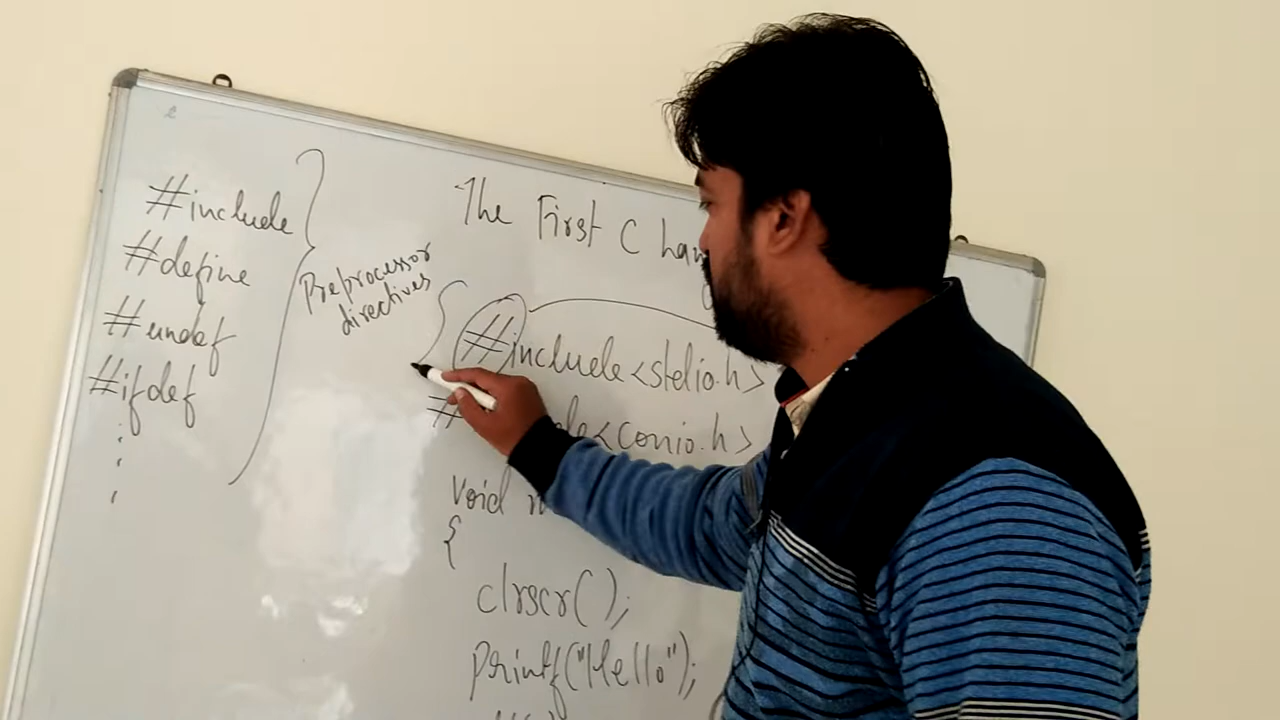 #include
#define
#undef
#ifdef
Preprocessor
directives
The First C
#include<stdio.h>
#<conio.h>
void
{
clrscr();
printf("Hello");